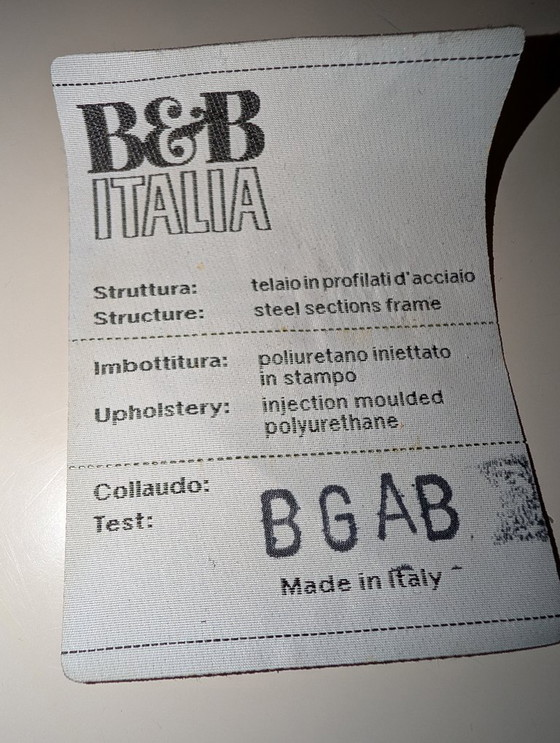 B&B
ITALIA
Struttura: telaio in profilati d'acciaio
Structure: steel sections frame
Imbottitura: poliuretano iniettato
in stampo
Upholstery: injection moulded
polyurethane
Collaudo:
Test: BGAB
Made in Italy